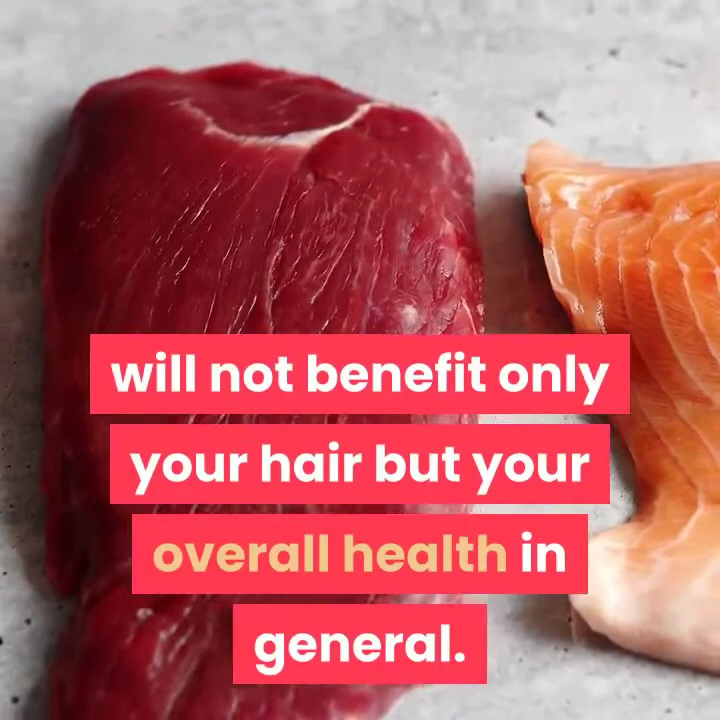 will not benefit only
your hair but your
overall health in
general.